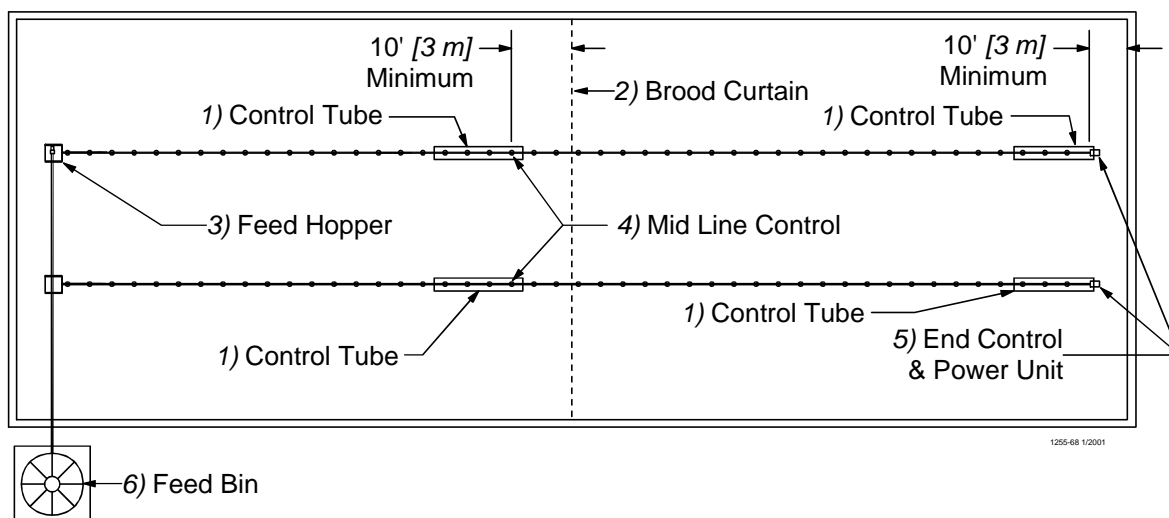 10' [3 m]
Minimum
10' [3 m]
Minimum
2) Brood Curtain
1) Control Tube
1) Control Tube
3) Feed Hopper
4) Mid Line Control
1) Control Tube
1) Control Tube
5) End Control
& Power Unit
1255-68 1/2001
6) Feed Bin